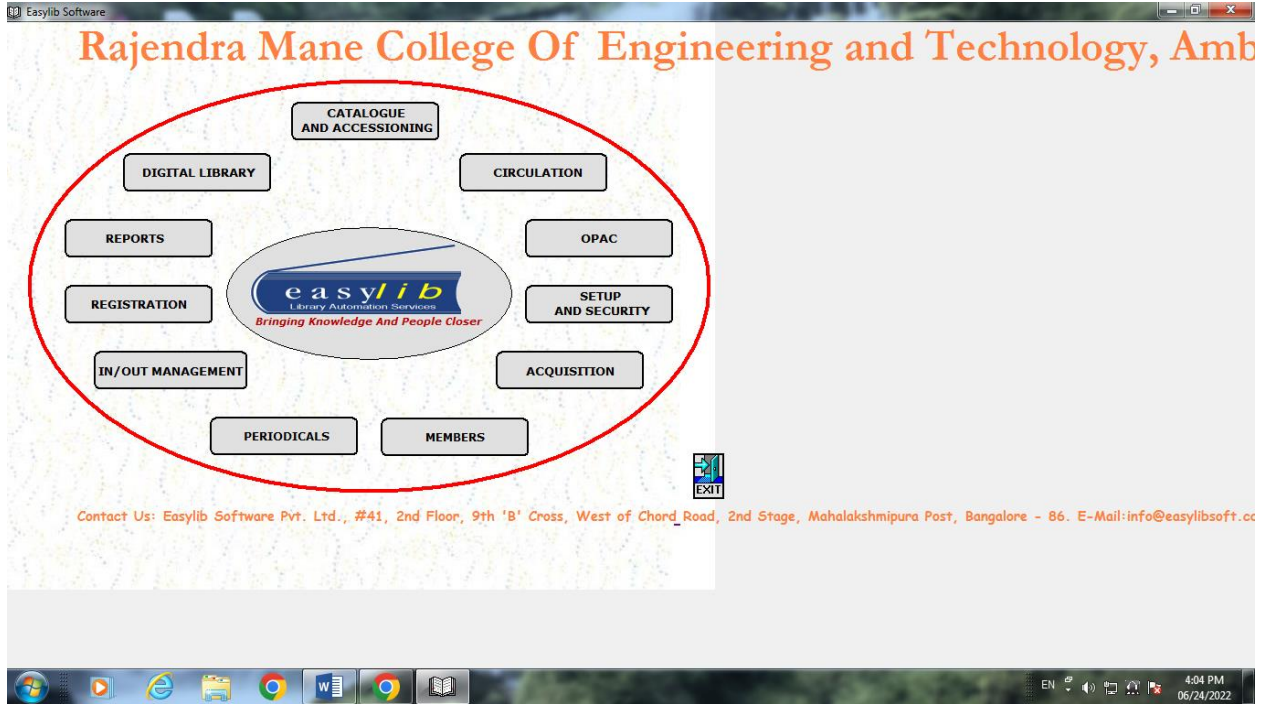 Easylib Software
Rajendra Mane College Of Engineering and Technology, Amb
CATALOGUE
AND ACCESSIONING
DIGITAL LIBRARY
CIRCULATION
REPORTS
OPAC
easylib
Library Automation Services
Bringing Knowledge And People Closer
REGISTRATION
SETUP
AND SECURITY
IN/OUT MANAGEMENT
ACQUISITION
PERIODICALS
MEMBERS
EXIT
Contact Us: Easylib Software Pvt. Ltd., #41, 2nd Floor, 9th 'B' Cross, West of Chord Road, 2nd Stage, Mahalakshmipura Post, Bangalore - 86. E-Mail:info@easylibsoft.co
EN
4:04 PM
06/24/2022